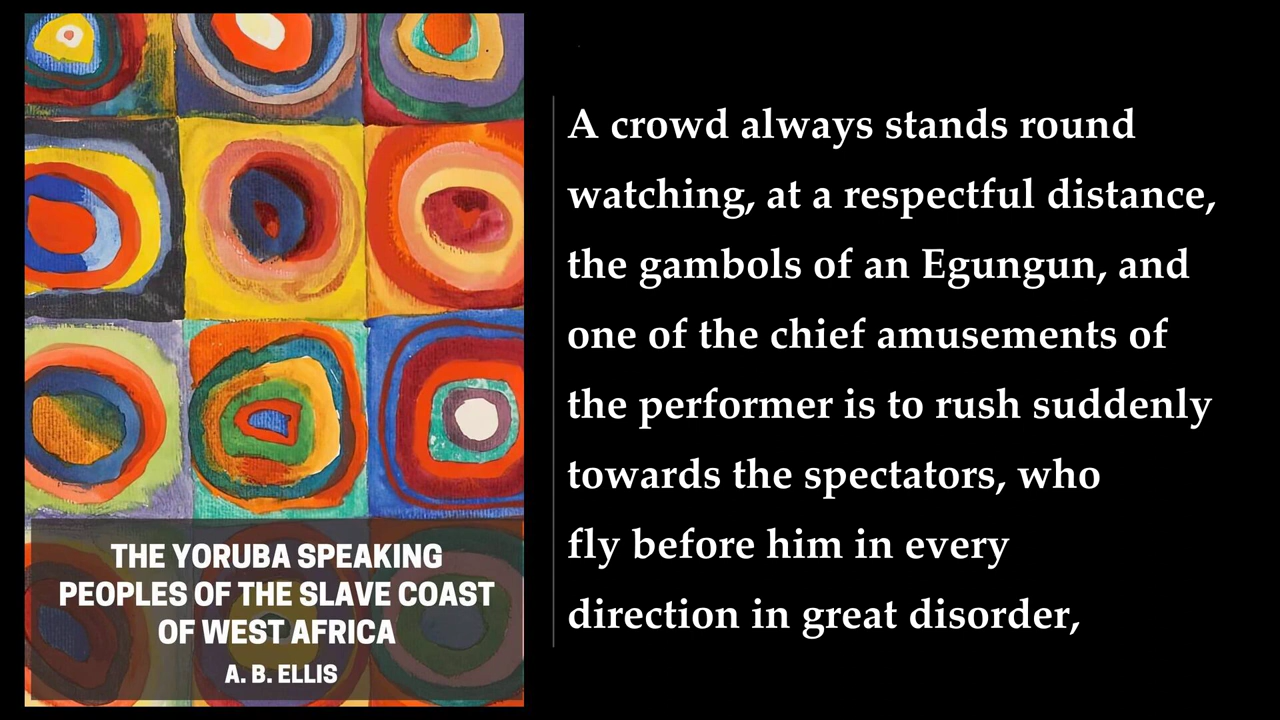 THE YORUBA SPEAKING
PEOPLES OF THE SLAVE COAST
OF WEST AFRICA
A. B. ELLIS
A crowd always stands round
watching, at a respectful distance,
the gambols of an Egungun, and
one of the chief amusements of
the performer is to rush suddenly
towards the spectators, who
fly before him in every
direction in great disorder,